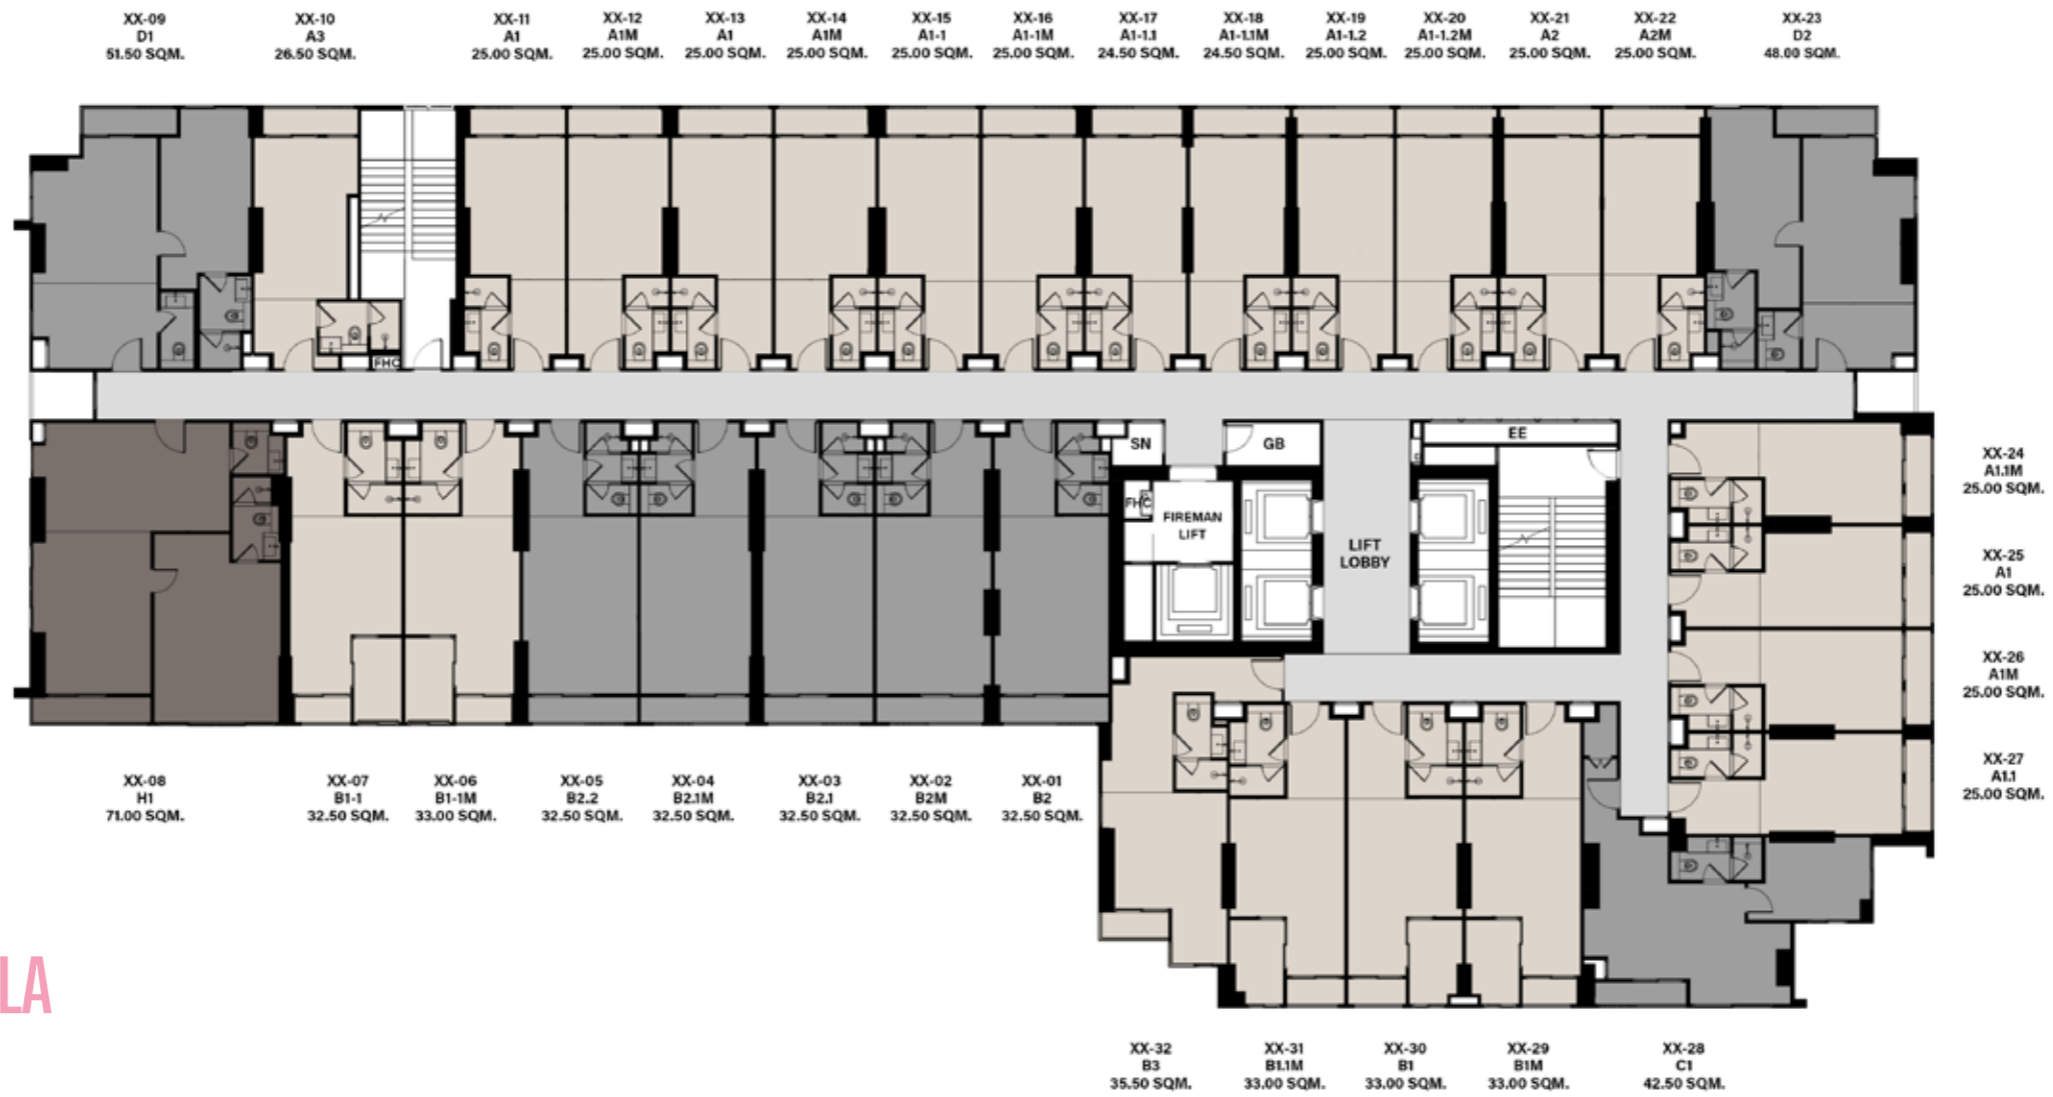 XX-09
D1
51.50 SQM.
XX-10
A3
26.50 SQM.
XX-11
A1
25.00 SQM.
XX-12
A1M
25.00 SQM.
XX-13
A1
25.00 SQM.
XX-14
A1M
25.00 SQM.
XX-15
A1-1
25.00 SQM.
XX-16
A1-1M
25.00 SQM.
XX-17
A1-1.1
24.50 SQM.
XX-18
A1-1.1M
24.50 SQM.
XX-19
A1-1.2
25.00 SQM.
XX-20
A1-1.2M
25.00 SQM.
XX-21
A2
25.00 SQM.
XX-22
A2M
25.00 SQM.
XX-23
D2
48.00 SQM.
FHC
SN
GB
EE
FHC
FIREMAN
LIFT
LIFT
LOBBY
XX-24
A1.1M
25.00 SQM.
XX-25
A1
25.00 SQM.
XX-26
A1M
25.00 SQM.
XX-27
A1.1
25.00 SQM.
XX-08
H1
71.00 SQM.
XX-07
B1-1
32.50 SQM.
XX-06
B1-1M
33.00 SQM.
XX-05
B2.2
32.50 SQM.
XX-04
B2.1M
32.50 SQM.
XX-03
B2.1
32.50 SQM.
XX-02
B2M
32.50 SQM.
XX-01
B2
32.50 SQM.
LA
XX-32
B3
35.50 SQM.
XX-31
B1.1M
33.00 SQM.
XX-30
B1
33.00 SQM.
XX-29
B1M
33.00 SQM.
XX-28
C1
42.50 SQM.